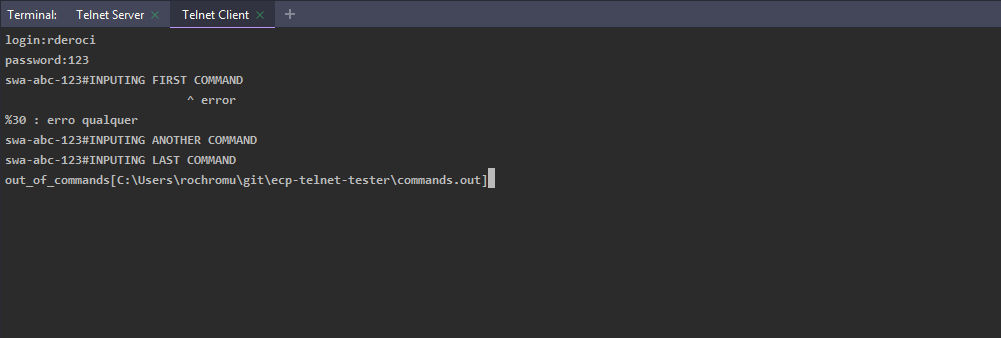 Terminal: Telnet Server × Telnet Client × +
login:rderoci
password:123
swa-abc-123#INPUTING FIRST COMMAND
^ error
%30 : erro qualquer
swa-abc-123#INPUTING ANOTHER COMMAND
swa-abc-123#INPUTING LAST COMMAND
out_of_commands[C:\Users\rochromu\git\ecp-telnet-tester\commands.out]